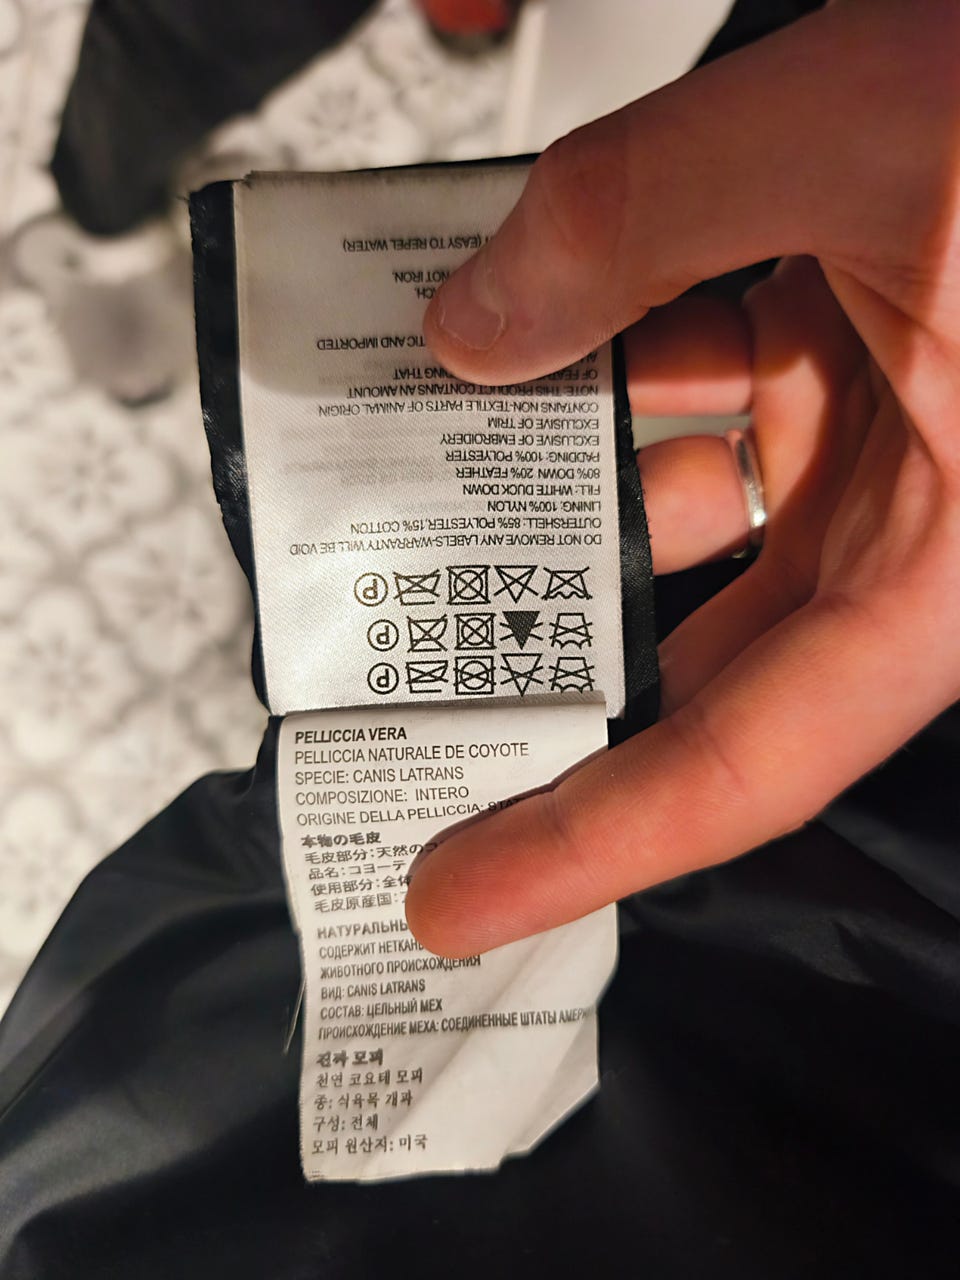 P
P
P
DO NOT REMOVE ANY LABELS-WARRANTY WILL BE VOID
OUTERSHELL: 85% POLYESTER,15% COTTON
LINING: 100% NYLON
FILL: WHITE DUCK DOWN
80% DOWN 20% FEATHER
PADDING: 100% POLYESTER
EXCLUSIVE OF EMBROIDERY
EXCLUSIVE OF TRIM
CONTAINS NON-TEXTILE PARTS OF ANIMAL ORIGIN
NOTE: THIS PRODUCT CONTAINS AN AMOUNT
OF THAT
AND IMPORTED
NOT IRON.
(EASY TO REPEL WATER)
PELLICCIA VERA
PELLICCIA NATURALE DE COYOTE
SPECIE: CANIS LATRANS
COMPOSIZIONE: INTERO
ORIGINE DELLA PELLICCIA:
本物の毛皮
毛皮部分:天然の
品名:コヨーテ
使用部分:全体
毛皮原産国:
СОДЕРЖИТ
ЖИВОТНОГО ПРОИСХОЖДЕНИЯ
ВИД: CANIS LATRANS
СОСТАВ: ЦЕЛЬНЫЙ МЕХ
ПРОИСХОЖДЕНИЕ МЕХА: СОЕДИНЕННЫЕ ШТАТЫ
진짜 모피
천연 코요테 모피
종: 식육목 개과
구성: 전체
모피 원산지: 미국